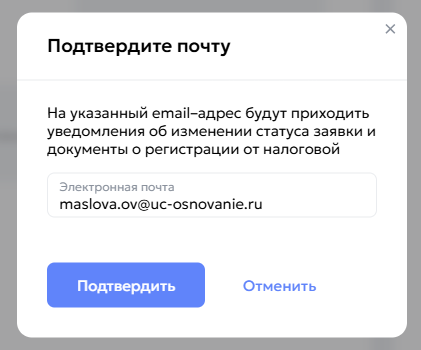 Подтвердите почту
На указанный email–адрес будут приходить
уведомления об изменении статуса заявки и
документы о регистрации от налоговой
Электронная почта
maslova.ov@uc-osnovanie.ru
Подтвердить
Отменить